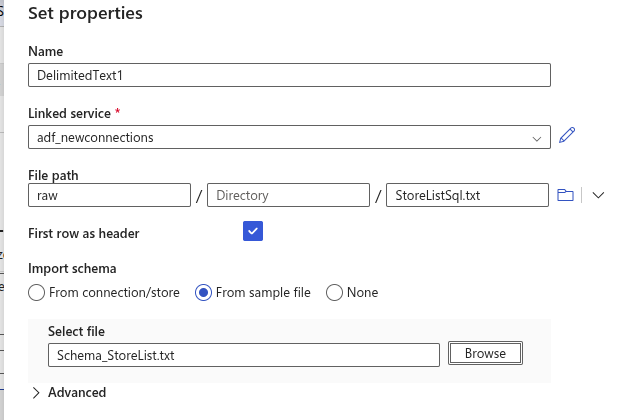 Set properties
Name
DelimitedText1
Linked service *
adf_newconnections
File path
raw / Directory / StoreListSql.txt
First row as header
Import schema
From connection/store From sample file None
Select file
Schema_StoreList.txt Browse
Advanced